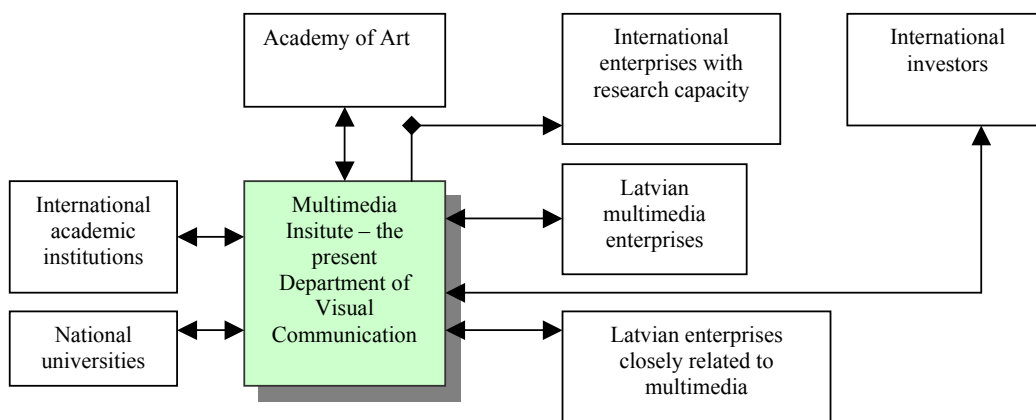 Academy of Art
International
enterprises with
research capacity
International
investors
International
academic
institutions
Multimedia
Insitute – the
present
Department of
Visual
Communication
Latvian
multimedia
enterprises
National
universities
Latvian enterprises
closely related to
multimedia